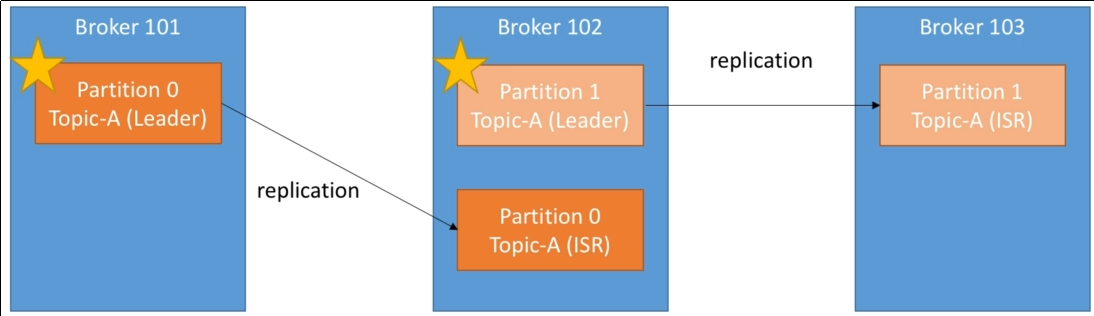 Broker 101
Partition 0
Topic-A (Leader)
replication
Broker 102
Partition 1
Topic-A (Leader)
Partition 0
Topic-A (ISR)
replication
Broker 103
Partition 1
Topic-A (ISR)